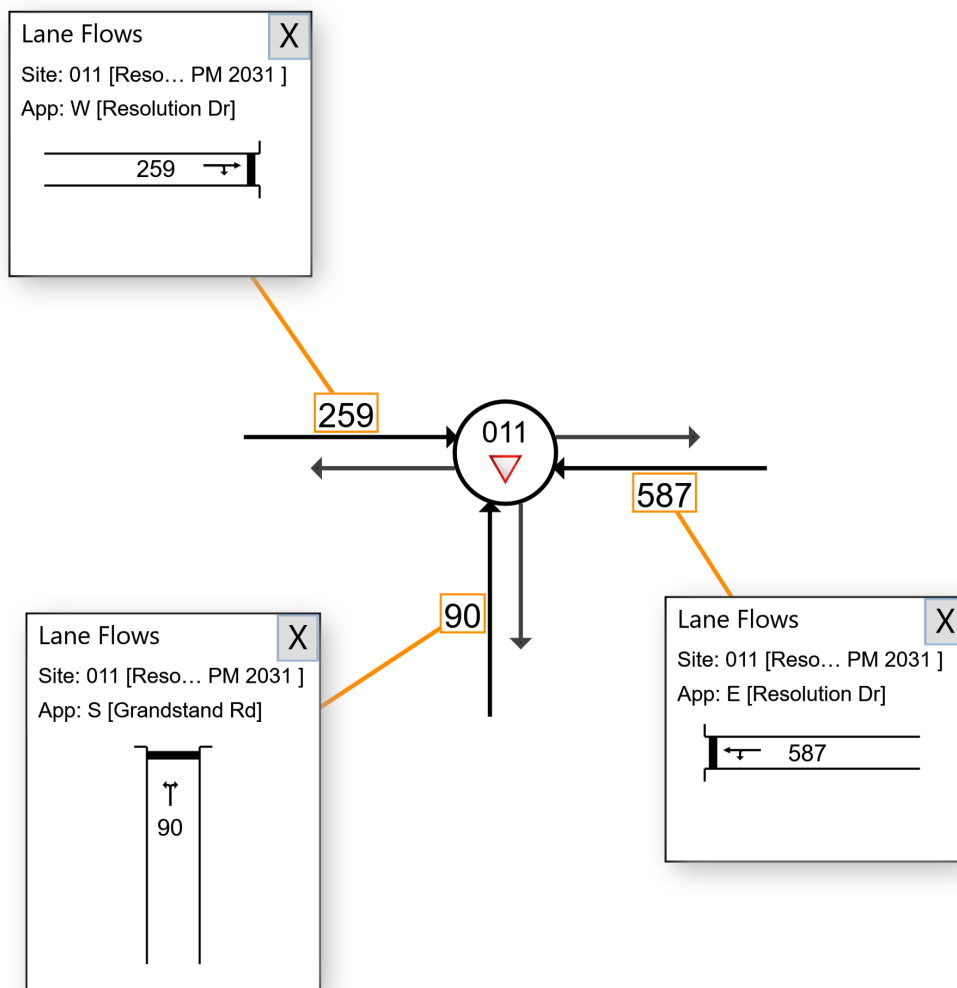 Lane Flows
X
Site: 011 [Reso... PM 2031 ]
App: W [Resolution Dr]
259
259
011
587
90
Lane Flows
X
Site: 011 [Reso... PM 2031 ]
App: S [Grandstand Rd]
90
Lane Flows
X
Site: 011 [Reso... PM 2031 ]
App: E [Resolution Dr]
587